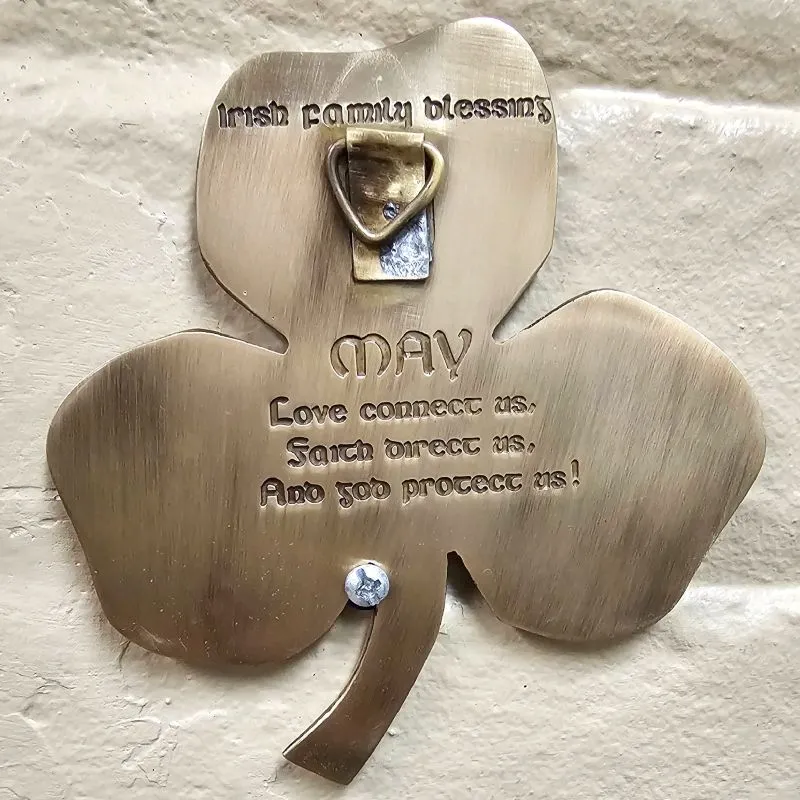 Irish family blessing
MAY
Love connect us,
Faith direct us,
And god protect us!